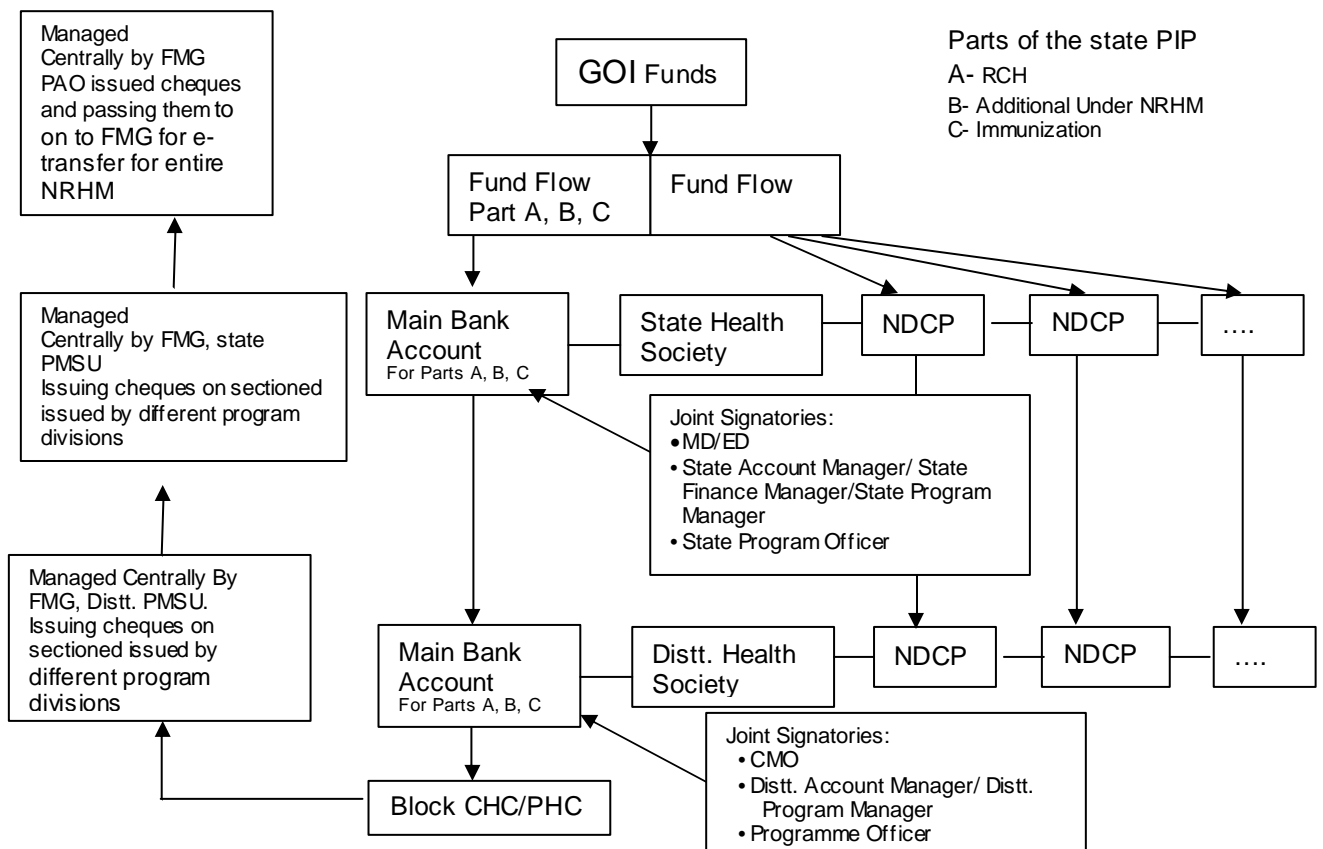 Managed
Centrally by FMG
PAO issued cheques
and passing them to
on to FMG for e-
transfer for entire
NRHM
GOI Funds
Parts of the state PIP
A- RCH
B- Additional Under NRHM
C- Immunization
Fund Flow
Part A, B, C
Fund Flow
Managed
Centrally by FMG, state
PMSU
Issuing cheques on sectioned
issued by different program
divisions
Main Bank
Account
For Parts A, B, C
State Health
Society
NDCP
NDCP
....
Joint Signatories:
•MD/ED
• State Account Manager/ State
Finance Manager/State Program
Manager
• State Program Officer
Managed Centrally By
FMG, Distt. PMSU.
Issuing cheques on
sectioned issued by
different program
divisions
Main Bank
Account
For Parts A, B, C
Distt. Health
Society
NDCP
NDCP
....
Joint Signatories:
• CMO
• Distt. Account Manager/ Distt.
Program Manager
• Programme Officer
Block CHC/PHC